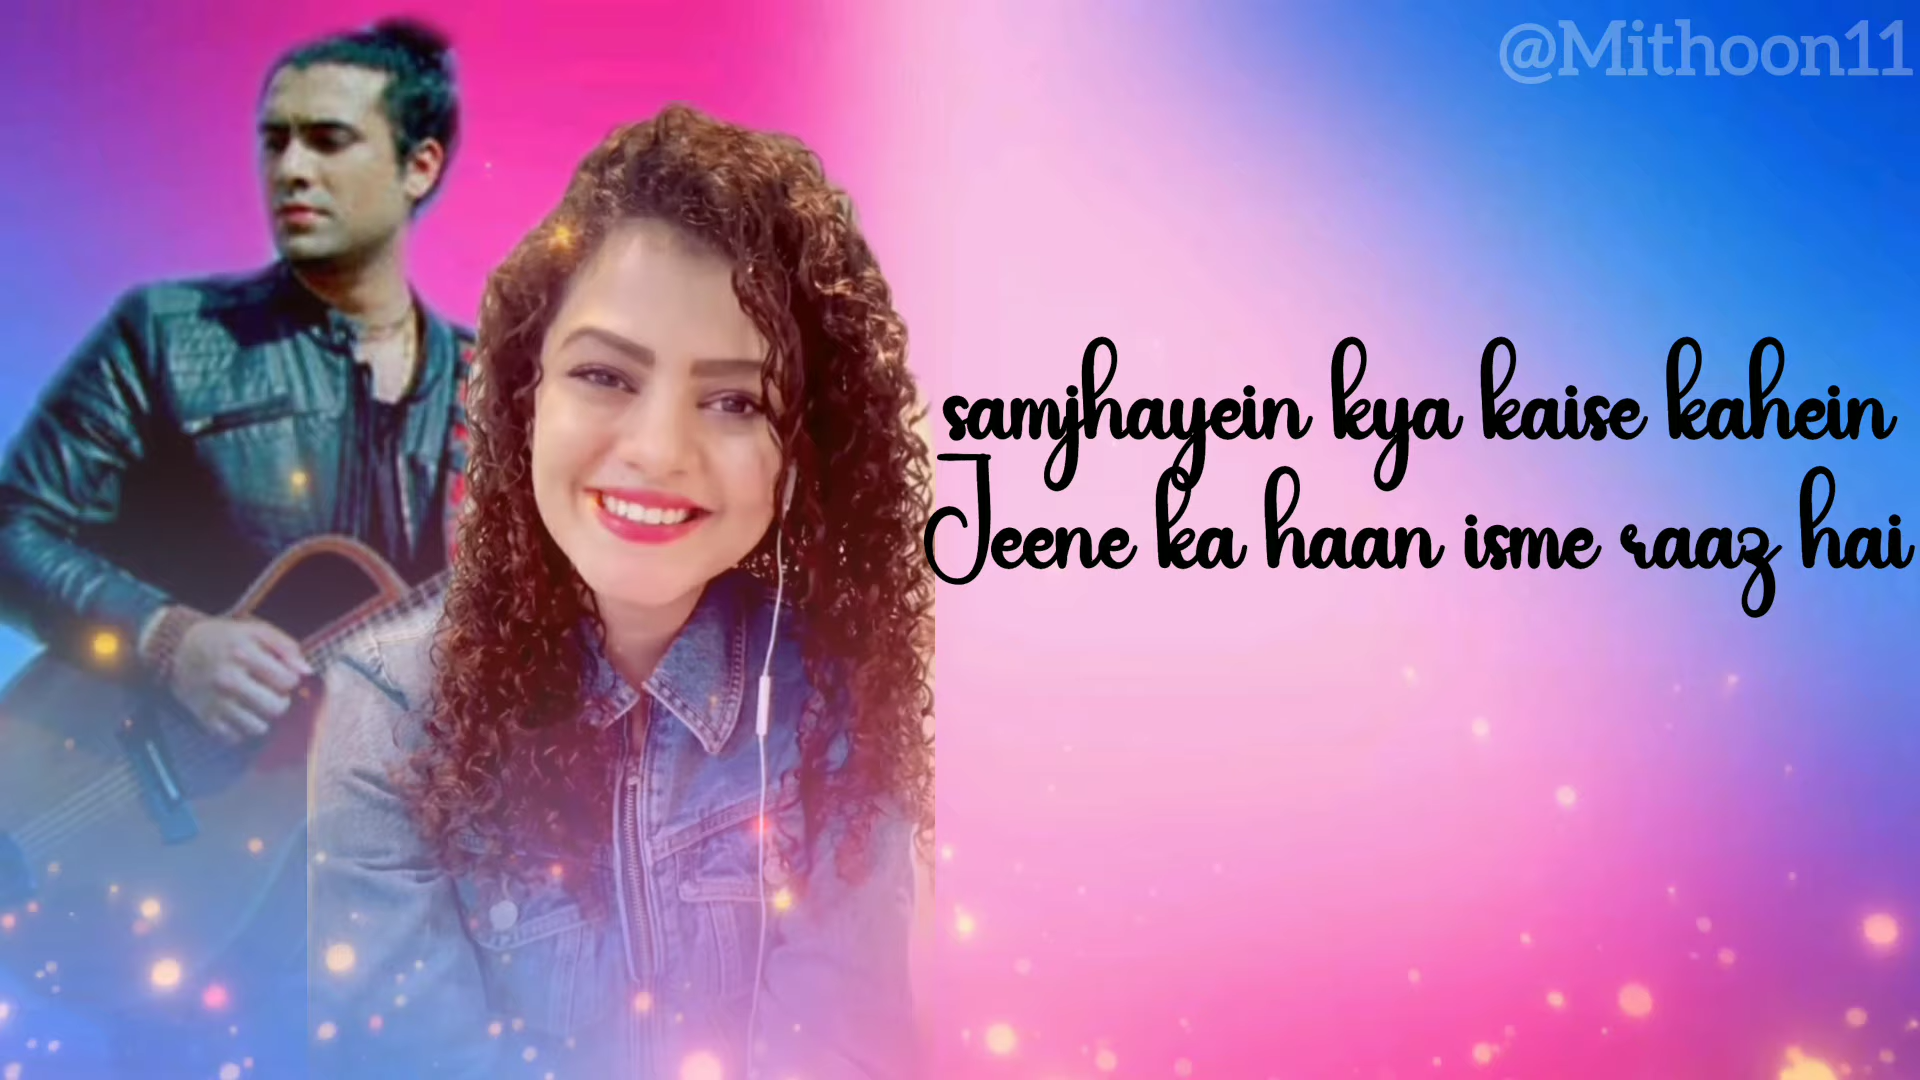 @Mithoon11
samjhayein kya kaise kahein
Jeene ka haan isme raaz hai